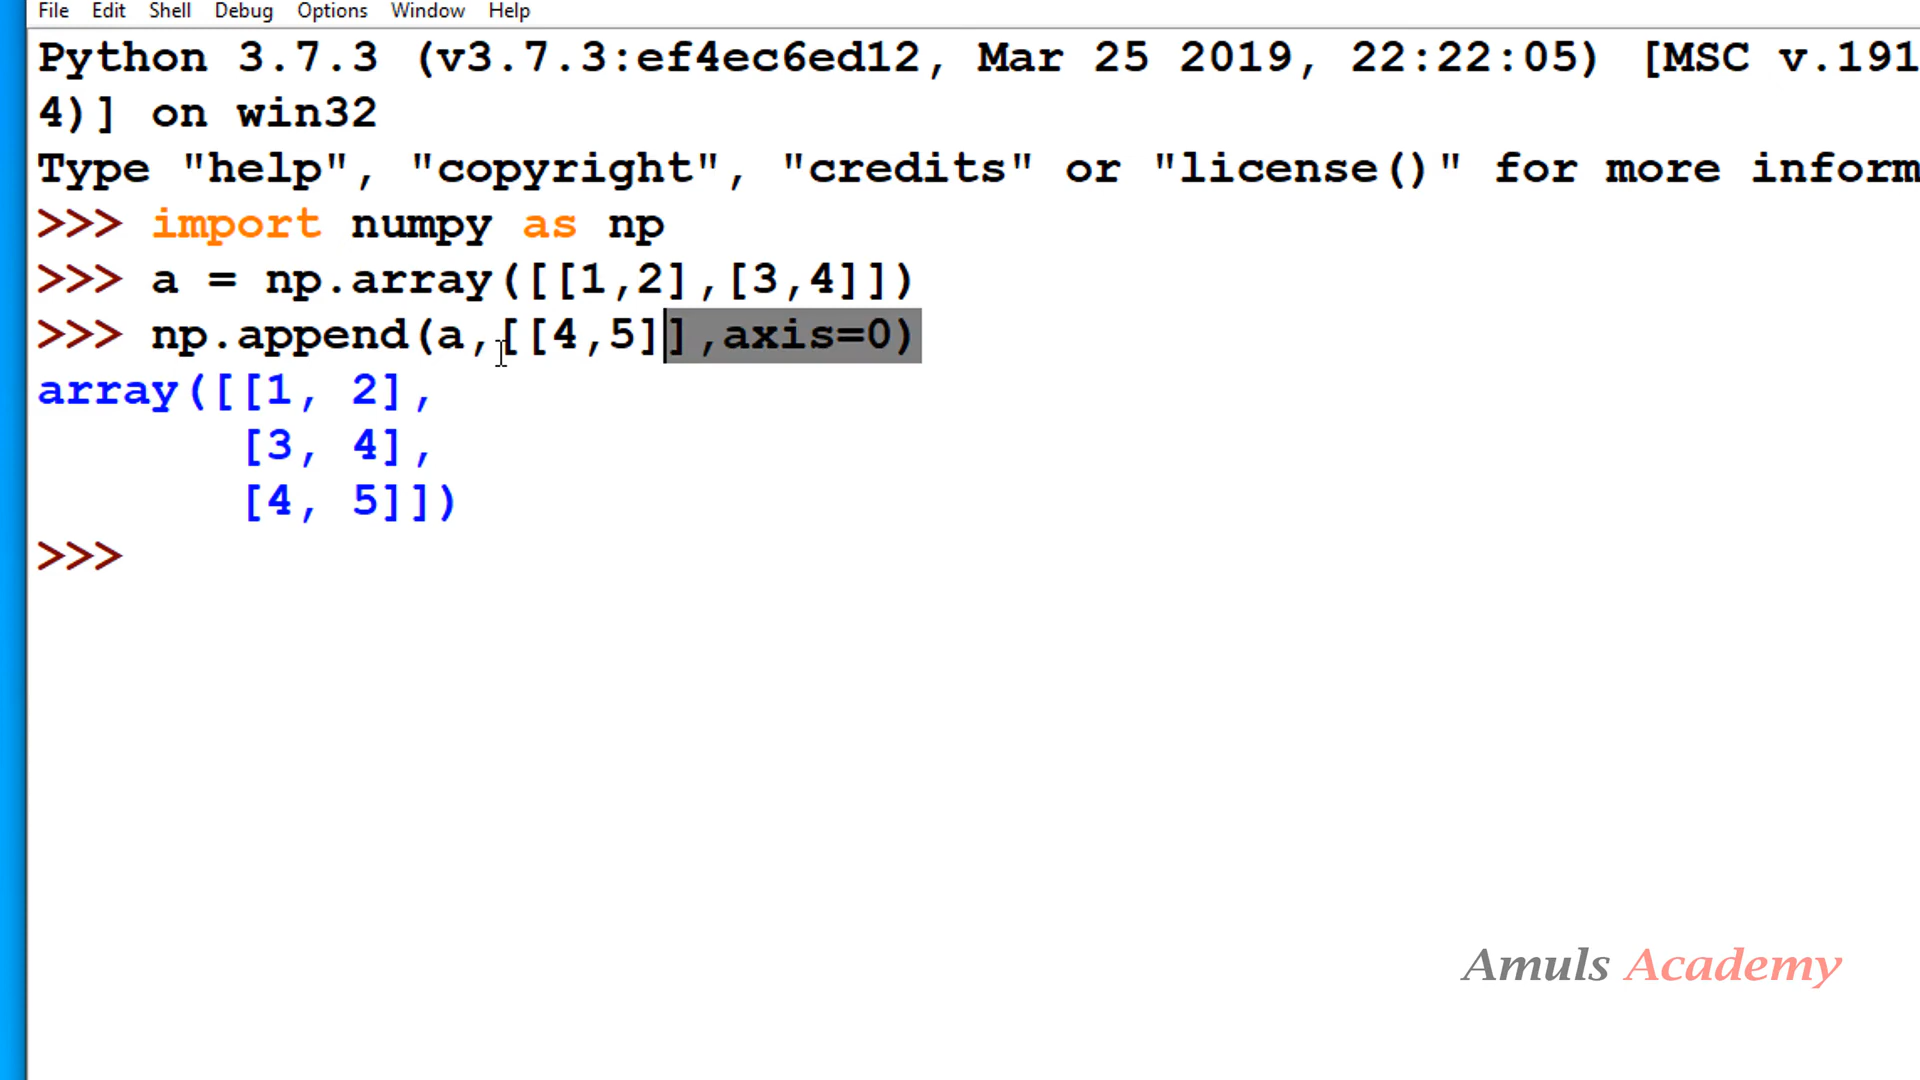 File Edit Shell Debug Options Window Help
Python 3.7.3 (v3.7.3:ef4ec6ed12, Mar 25 2019, 22:22:05) [MSC v.191
4)] on win32
Type "help", "copyright", "credits" or "license()" for more inform
>>> import numpy as np
>>> a = np.array([[1,2],[3,4]])
>>> np.append(a,[[4,5]],axis=0)
array([[1, 2],
       [3, 4],
       [4, 5]])
>>>
Amuls Academy